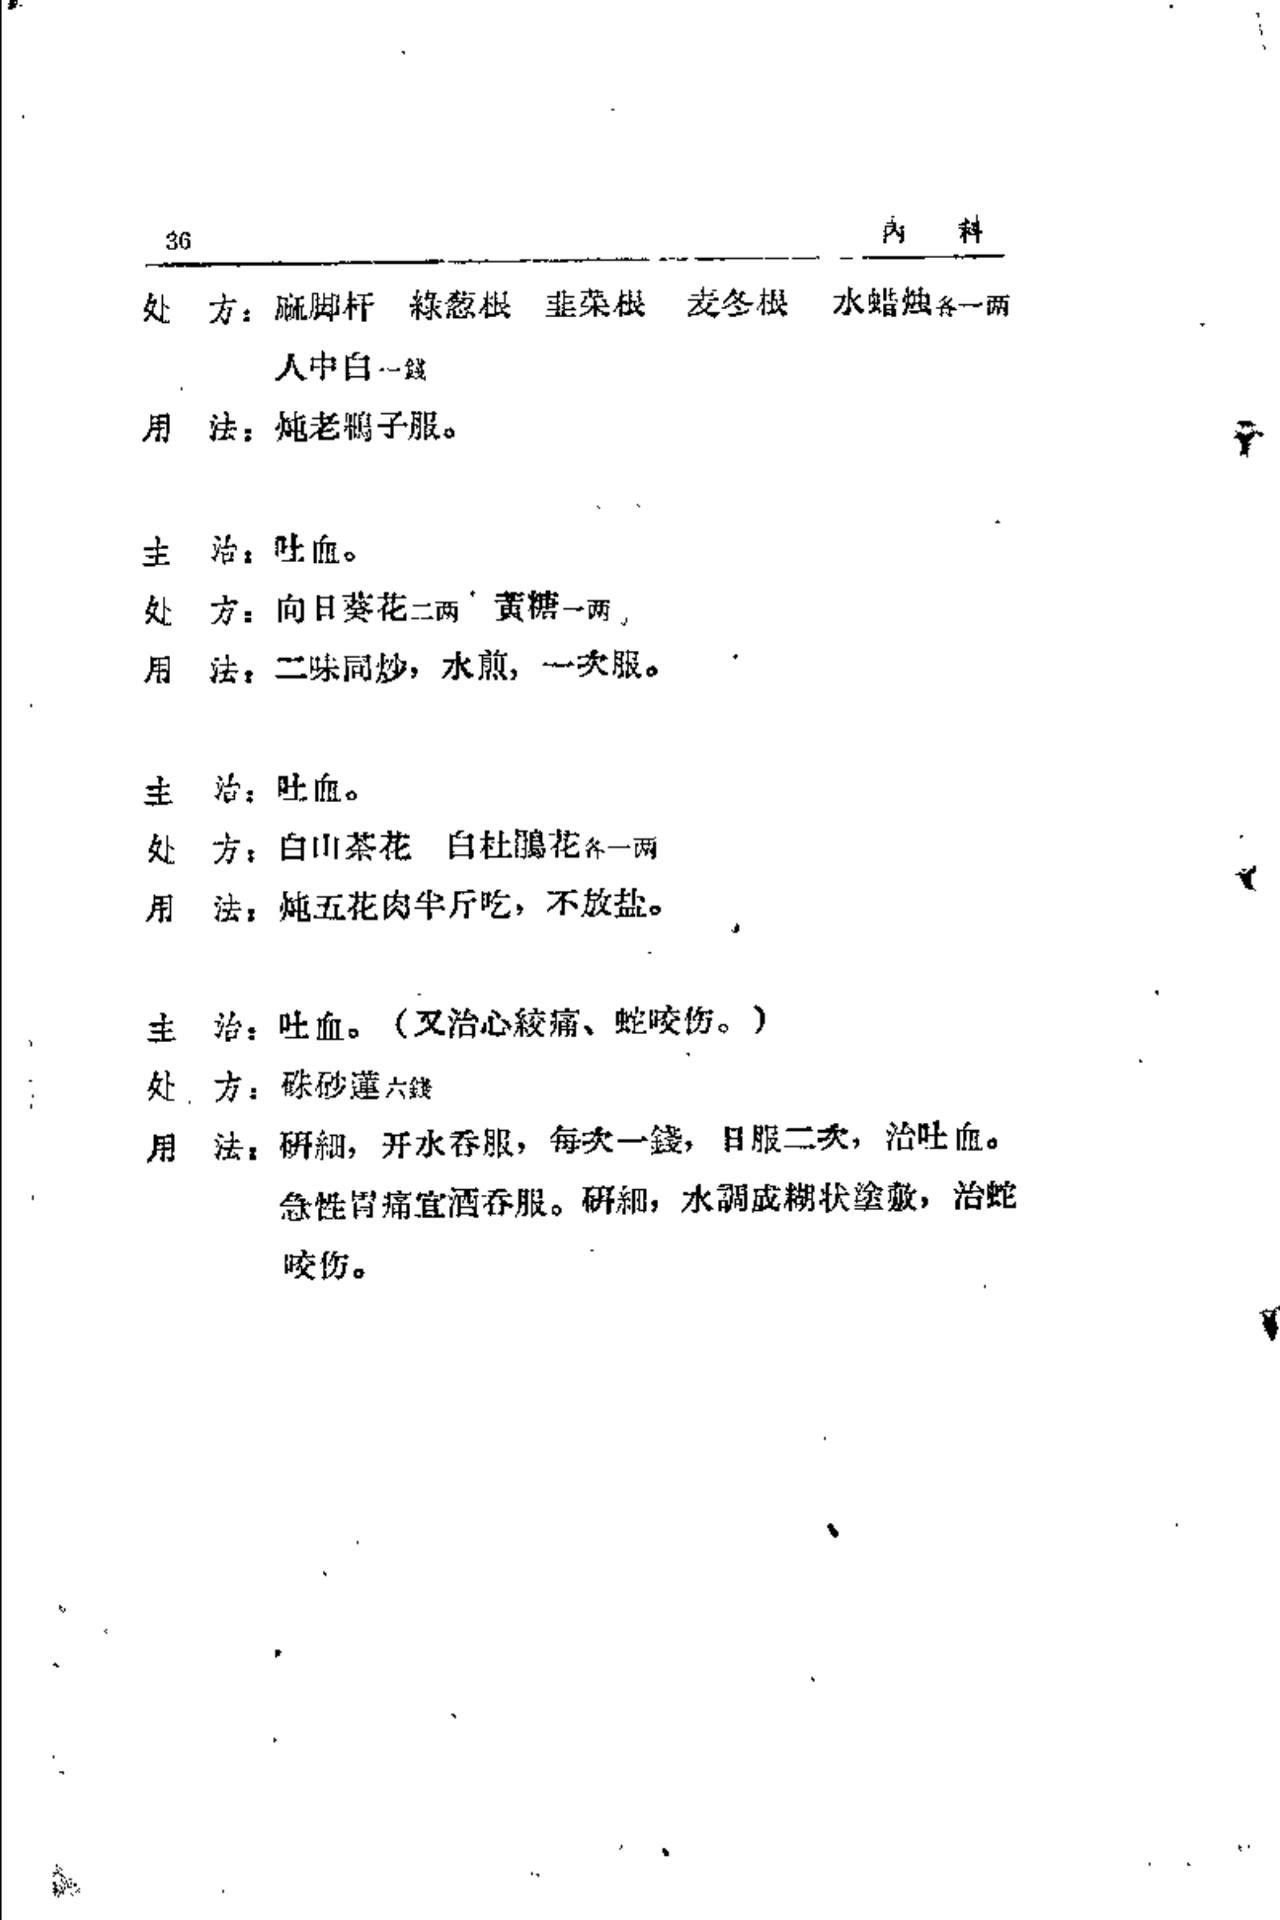 36 內 科
处 方：麻脚杆 綠葱根 韭菜根 麦冬根 水蜡烛各一两
人中白一錢
用 法：炖老鴨子服。
主 治：吐血。
处 方：向日葵花二两 黃糖一两
用 法：二味同炒，水煎，一次服。
主 治：吐血。
处 方：白山茶花 白杜鵑花各一两
用 法：炖五花肉半斤吃，不放盐。
主 治：吐血。（又治心絞痛、蛇咬伤。）
处 方：硃砂蓮六錢
用 法：研細，开水吞服，每次一錢，日服二次，治吐血。
急性胃痛宜酒吞服。研細，水調成糊状塗敷，治蛇
咬伤。